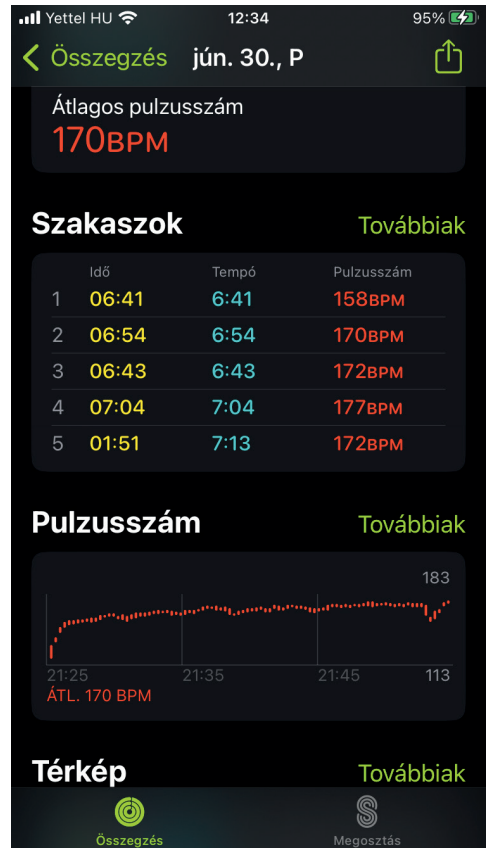 Yettel HU 12:34 95%
Összegzés jún. 30., P
Átlagos pulzusszám
170BPM
Szakaszok Továbbiak
Idő Tempó Pulzusszám
1 06:41 6:41 158BPM
2 06:54 6:54 170BPM
3 06:43 6:43 172BPM
4 07:04 7:04 177BPM
5 01:51 7:13 172BPM
Pulzusszám Továbbiak
183
21:25 21:35 21:45 113
ÁTL. 170 BPM
Térkép Továbbiak
Összegzés Megosztás